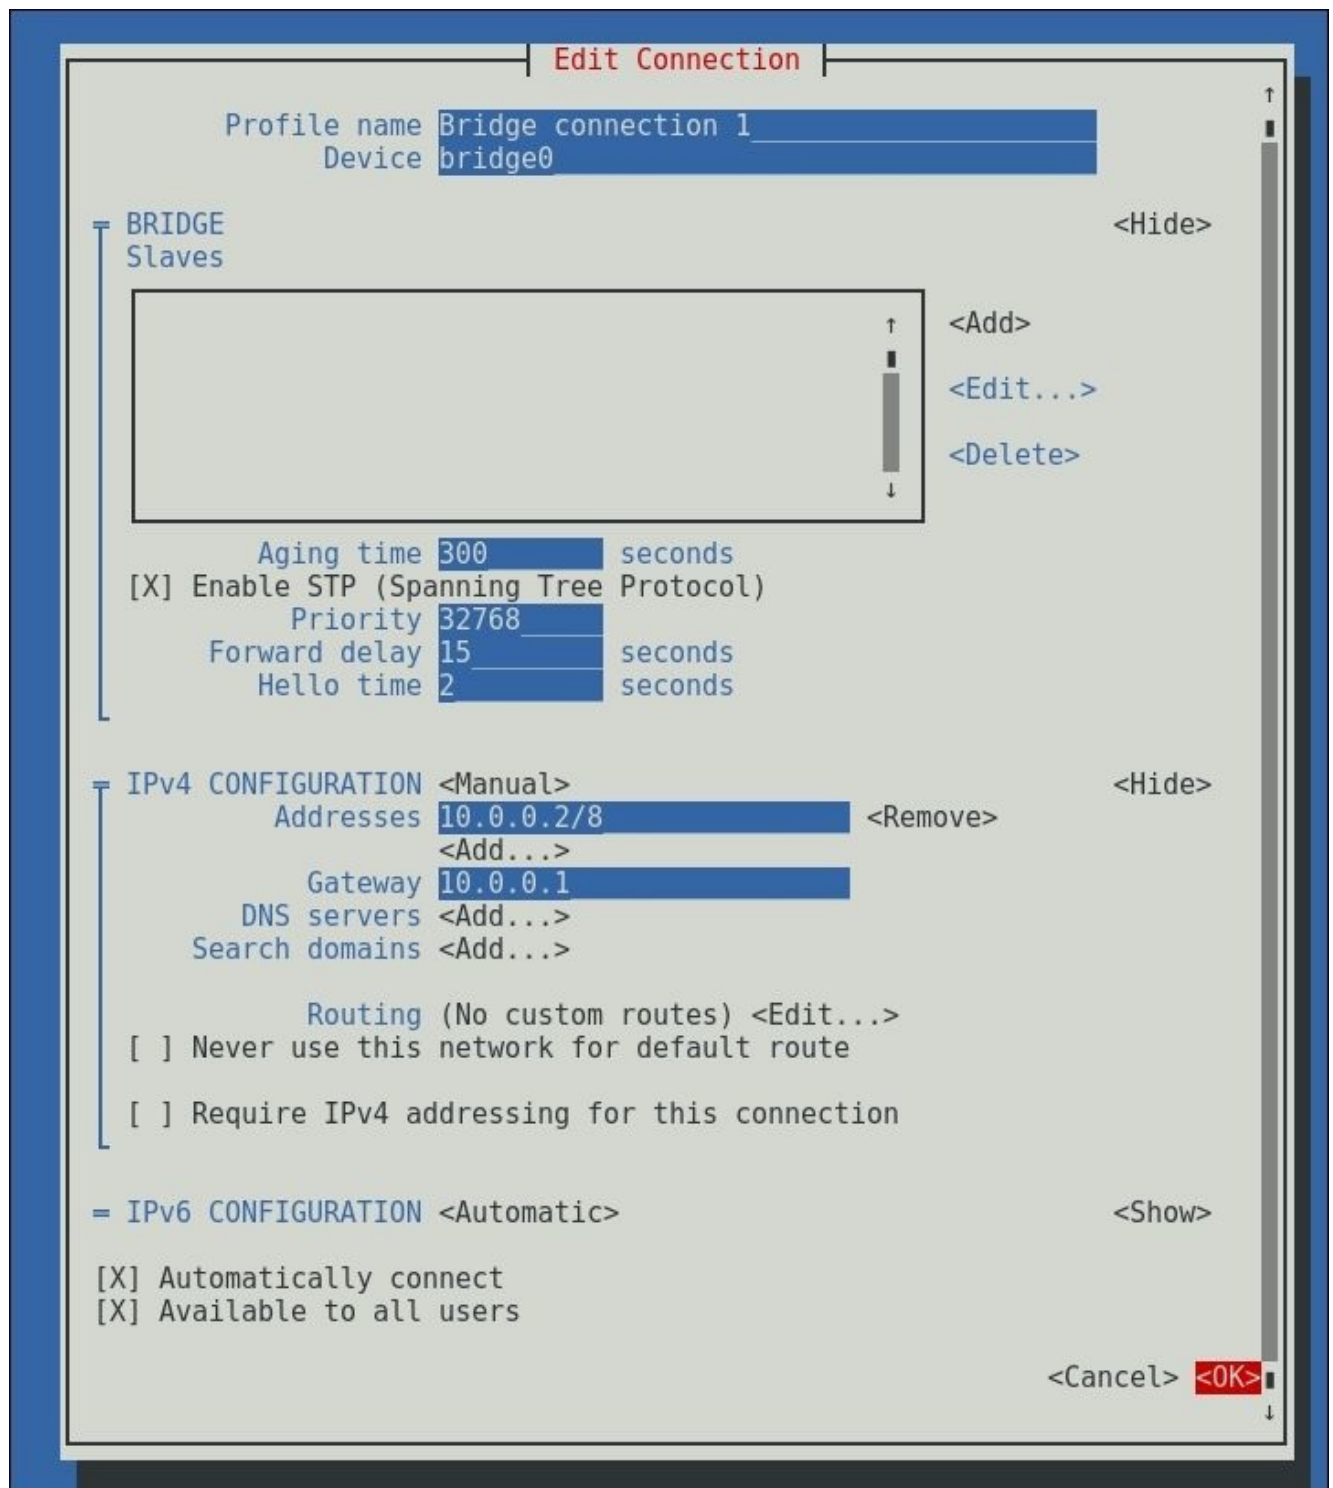 Edit Connection
Profile name Bridge connection 1
Device bridge0
BRIDGE <Hide>
Slaves
<Add>
<Edit...>
<Delete>
Aging time 300 seconds
[X] Enable STP (Spanning Tree Protocol)
Priority 32768
Forward delay 15 seconds
Hello time 2 seconds
IPv4 CONFIGURATION <Manual> <Hide>
Addresses 10.0.0.2/8 <Remove>
<Add...>
Gateway 10.0.0.1
DNS servers <Add...>
Search domains <Add...>
Routing (No custom routes) <Edit...>
[ ] Never use this network for default route
[ ] Require IPv4 addressing for this connection
IPv6 CONFIGURATION <Automatic> <Show>
[X] Automatically connect
[X] Available to all users
<Cancel> <OK>